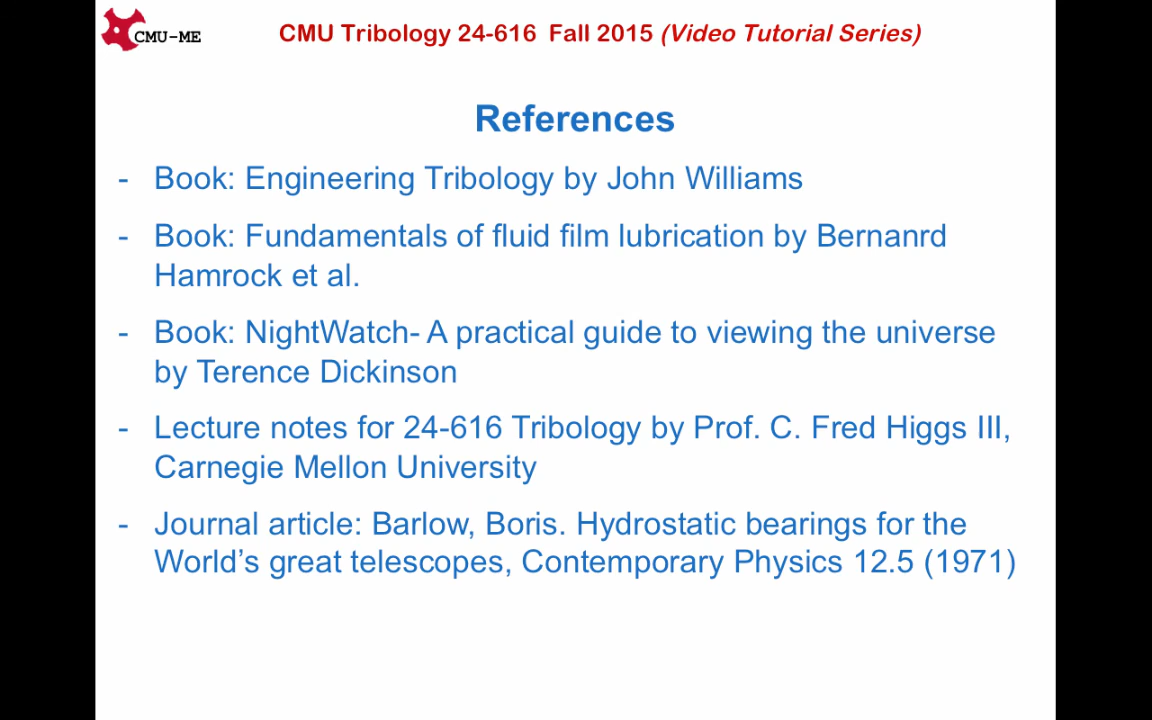 CMU-ME
CMU Tribology 24-616 Fall 2015 (Video Tutorial Series)
References
- Book: Engineering Tribology by John Williams
- Book: Fundamentals of fluid film lubrication by Bernanrd
Hamrock et al.
- Book: NightWatch- A practical guide to viewing the universe
by Terence Dickinson
- Lecture notes for 24-616 Tribology by Prof. C. Fred Higgs III,
Carnegie Mellon University
- Journal article: Barlow, Boris. Hydrostatic bearings for the
World’s great telescopes, Contemporary Physics 12.5 (1971)